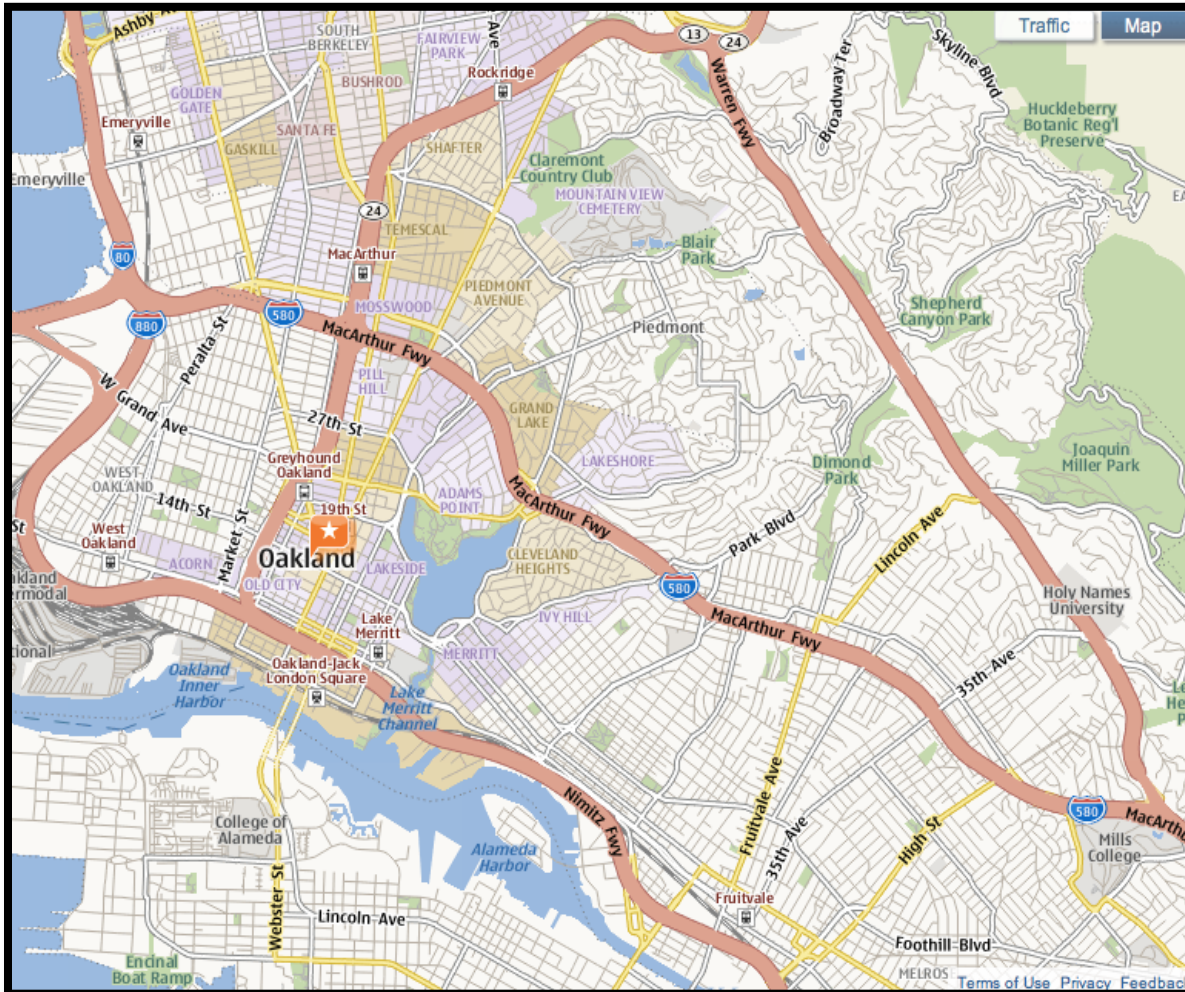 Traffic
Map
Ashby
SOUTH
BERKELEY
FAIRVIEW
PARK
Ave
13
24
Skyline Blvd
Broadway Ter
Warren Fwy
Rockridge
BUSHROD
GOLDEN
GATE
Huckleberry
Botanic Reg'l
Preserve
Emeryville
SANTA FE
GASKILL
SHAFTER
Claremont
Country Club
Emeryville
MOUNTAIN VIEW
CEMETERY
24
TEMESCAL
80
MacArthur
Blair
Park
PIEDMONT
AVENUE
MOSSWOOD
Shepherd
Canyon Park
880
580
MacArthur Fwy
Piedmont
Peralta St
PILL
HILL
W Grand Ave
27th St
GRAND
LAKE
Greyhound
Oakland
LAKESHORE
Dimond
Park
Joaquin
Miller Park
WEST
OAKLAND
14th St
ADAMS
POINT
MacArthur Fwy
19th St
Market St
St
West
Oakland
Oakland
Park Blvd
Lincoln Ave
ACORN
OLD CITY
LAKESIDE
CLEVELAND
HEIGHTS
580
Holy Names
University
IVY HILL
MacArthur Fwy
Lake
Merritt
MERRITT
35th Ave
Oakland-Jack
London Square
Oakland
Inner
Harbor
Lake
Merritt
Channel
Nimitz Fwy
580
MacArth
College of
Alameda
Alameda
Harbor
Fruitvale Ave
35th Ave
High St
Mills
College
Webster St
Fruitvale
Lincoln Ave
Foothill Blvd
Encinal
Boat Ramp
MELROS
Terms of Use Privacy Feedback